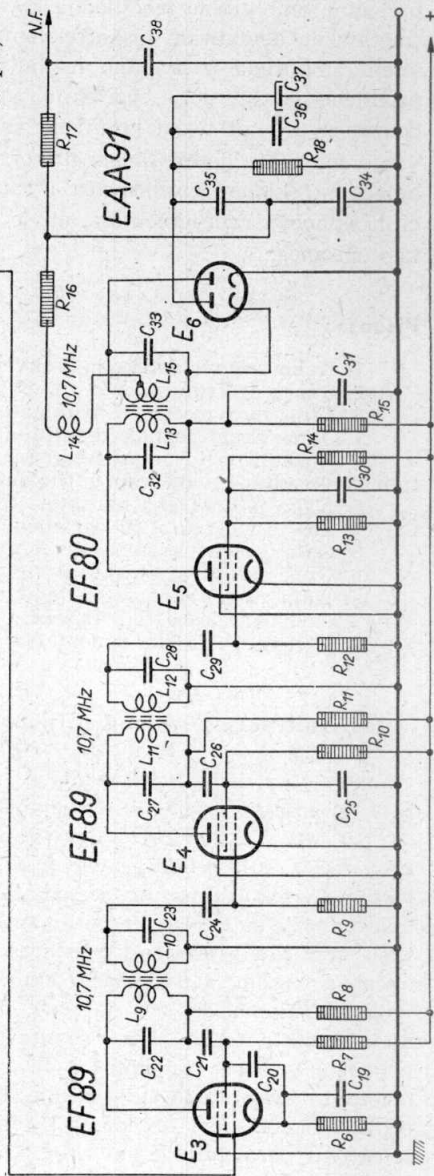 EF89
10,7 MHz
EF89
10,7 MHz
EF80
10,7 MHz
EAA91
N.F.
E3
C22
L9
L10
C23
C21
C24
C20
C19
R6
R7
R8
R9
E4
C27
L11
L12
C28
C26
C29
C25
R10
R11
R12
E5
C32
L13
L14
L15
C33
R13
C30
R14
R15
C31
E6
R16
R17
C35
C34
R18
C36
C37
C38
+